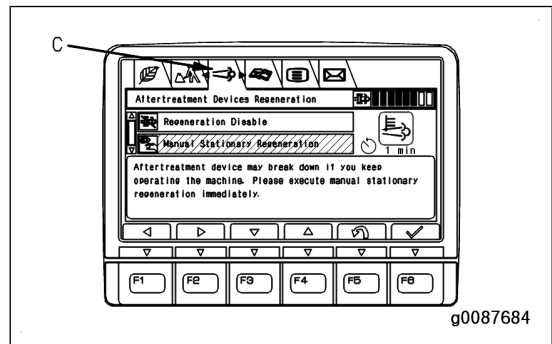 C
Aftertreatment Devices Regeneration
Regeneration Disable
Manual Stationary Regeneration
1 min
Aftertreatment device may break down if you keep
operating the machine. Please execute manual stationary
regeneration immediately.
F1 F2 F3 F4 F5 F6
g0087684